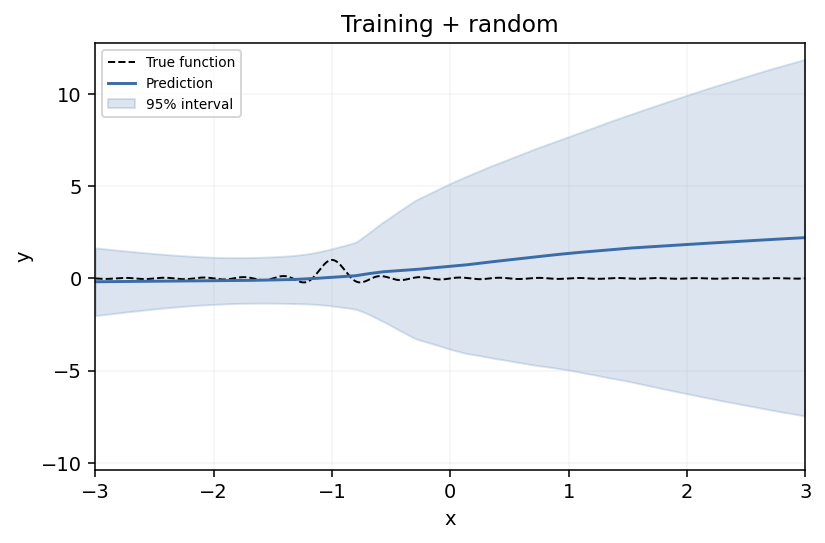 Training + random
True function
Prediction
95% interval
10
5
0
−5
−10
y
−3
−2
−1
0
1
2
3
x